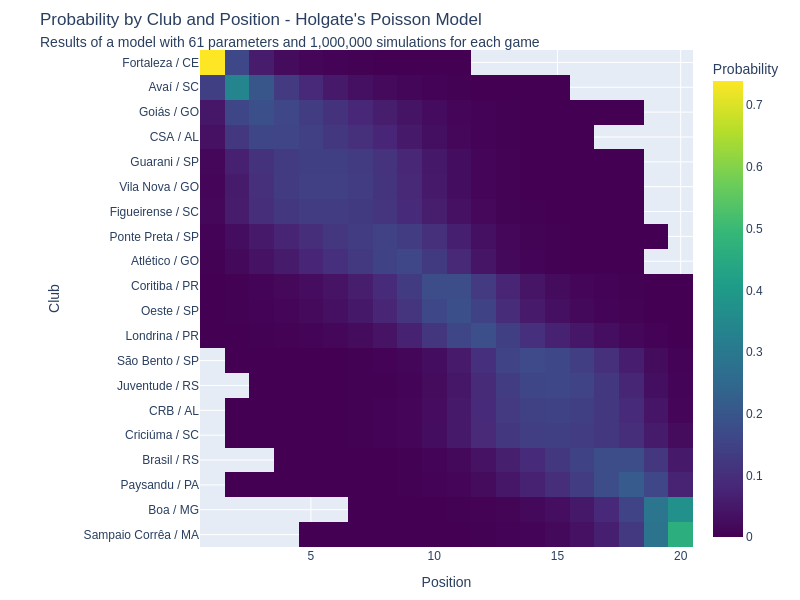 Probability by Club and Position - Holgate's Poisson Model
Results of a model with 61 parameters and 1,000,000 simulations for each game
Probability
Club
Fortaleza / CE
Avaí / SC
Goiás / GO
CSA / AL
Guarani / SP
Vila Nova / GO
Figueirense / SC
Ponte Preta / SP
Atlético / GO
Coritiba / PR
Oeste / SP
Londrina / PR
São Bento / SP
Juventude / RS
CRB / AL
Criciúma / SC
Brasil / RS
Paysandu / PA
Boa / MG
Sampaio Corrêa / MA
0.7
0.6
0.5
0.4
0.3
0.2
0.1
0
5 10 15 20
Position